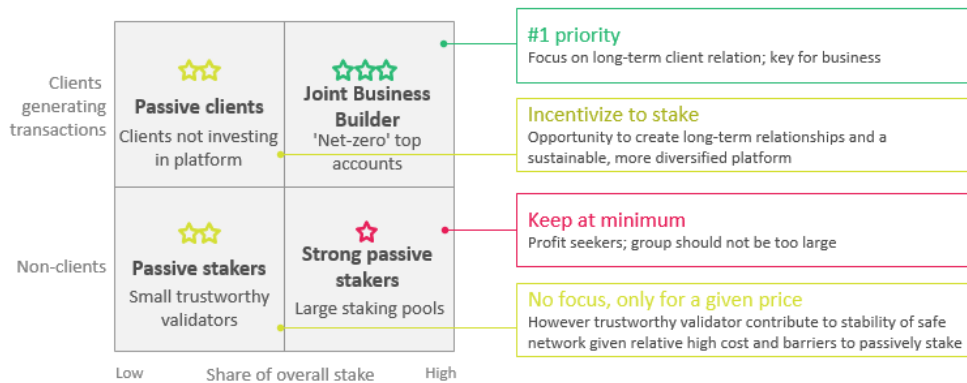 Clients
generating
transactions
Passive clients
Clients not investing
in platform
Joint Business
Builder
'Net-zero' top
accounts
Non-clients
Passive stakers
Small trustworthy
validators
Strong passive
stakers
Large staking pools
Low
Share of overall stake
High
#1 priority
Focus on long-term client relation; key for business
Incentivize to stake
Opportunity to create long-term relationships and a
sustainable, more diversified platform
Keep at minimum
Profit seekers; group should not be too large
No focus, only for a given price
However trustworthy validator contribute to stability of safe
network given relative high cost and barriers to passively stake